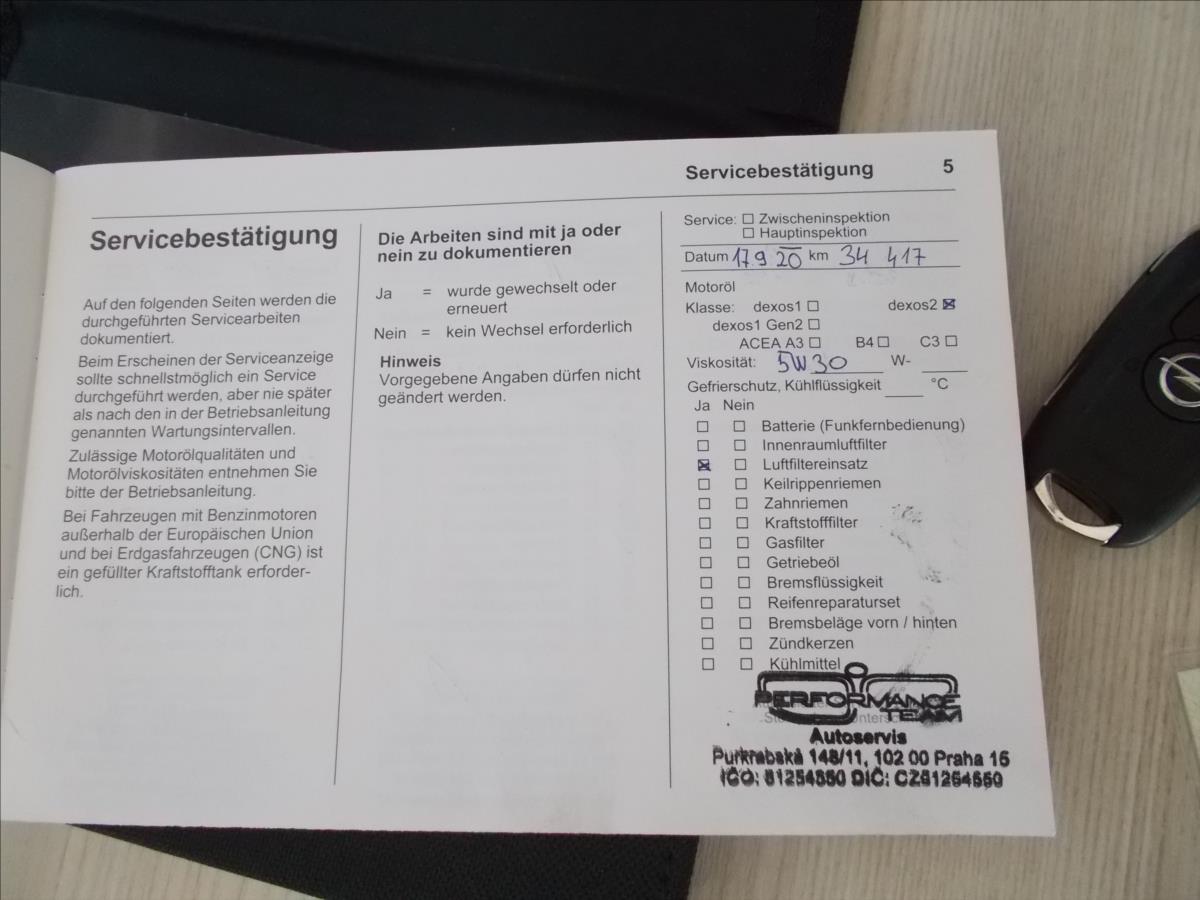 Servicebestätigung 5
Servicebestätigung
Auf den folgenden Seiten werden die
durchgeführten Servicearbeiten
dokumentiert.
Beim Erscheinen der Serviceanzeige
sollte schnellstmöglich ein Service
durchgeführt werden, aber nie später
als nach den in der Betriebsanleitung
genannten Wartungsintervallen.
Zulässige Motorölqualitäten und
Motorölviskositäten entnehmen Sie
bitte der Betriebsanleitung.
Bei Fahrzeugen mit Benzinmotoren
außerhalb der Europäischen Union
und bei Erdgasfahrzeugen (CNG) ist
ein gefüllter Kraftstofftank erforder-
lich.
Die Arbeiten sind mit ja oder
nein zu dokumentieren
Ja = wurde gewechselt oder
erneuert
Nein = kein Wechsel erforderlich
Hinweis
Vorgegebene Angaben dürfen nicht
geändert werden.
Service: ☐ Zwischeninspektion
☐ Hauptinspektion
Datum 17 9 20 km 34 417
Motoröl
Klasse: dexos1 ☐ dexos2 ☒
dexos1 Gen2 ☐
ACEA A3 ☐ B4 ☐ C3 ☐
Viskosität: 5W30 W-
Gefrierschutz, Kühlflüssigkeit °C
Ja Nein
☐ ☐ Batterie (Funkfernbedienung)
☐ ☐ Innenraumluftfilter
☒ ☐ Luftfiltereinsatz
☐ ☐ Keilrippenriemen
☐ ☐ Zahnriemen
☐ ☐ Kraftstofffilter
☐ ☐ Gasfilter
☐ ☐ Getriebeöl
☐ ☐ Bremsflüssigkeit
☐ ☐ Reifenreparaturset
☐ ☐ Bremsbeläge vorn / hinten
☐ ☐ Zündkerzen
☐ ☐ Kühlmittel
PERFORMANCE
TEAM
Autoservis
Purkrabská 148/11, 102 00 Praha 15
IČO: DIČ: